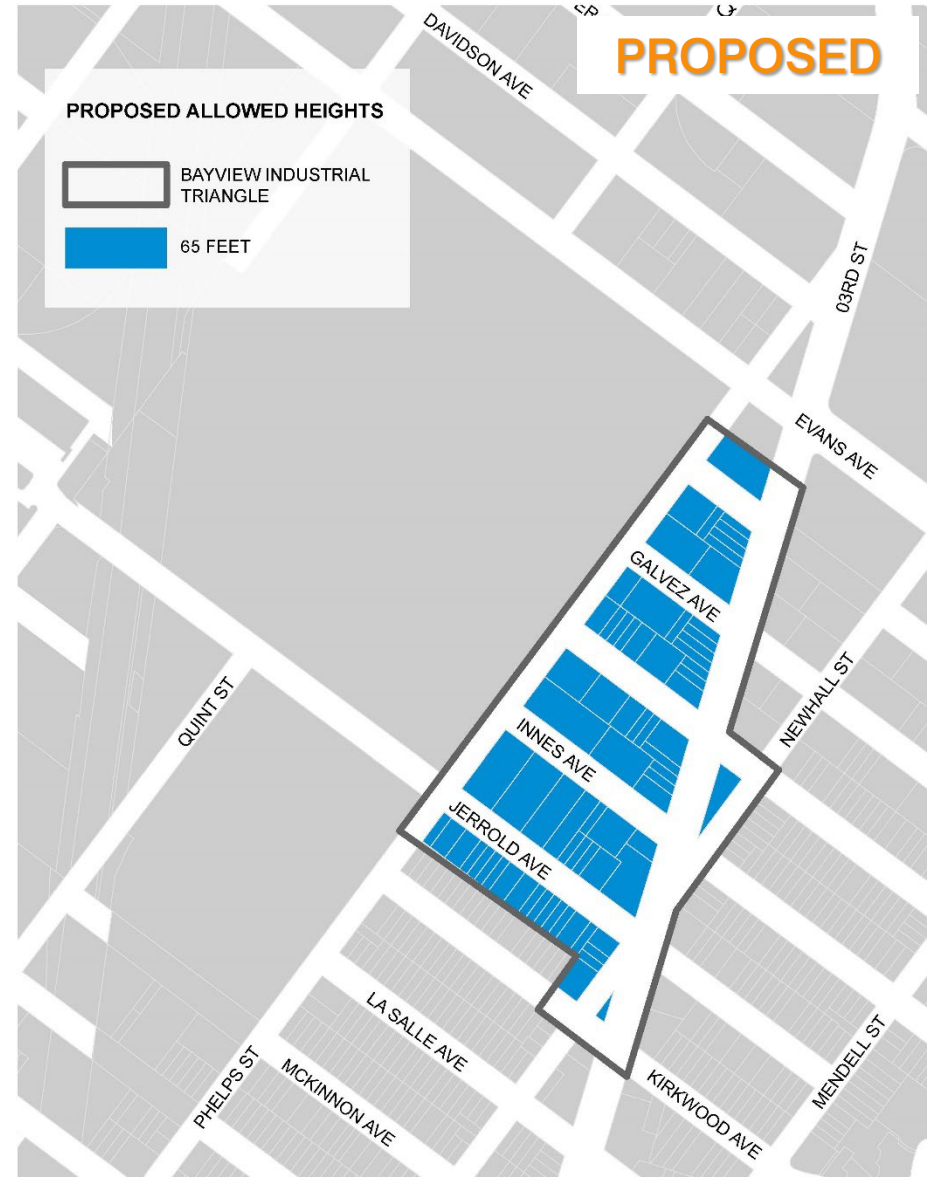 DAVIDSON AVE
PROPOSED
PROPOSED ALLOWED HEIGHTS
BAYVIEW INDUSTRIAL
TRIANGLE
65 FEET
03RD ST
EVANS AVE
GALVEZ AVE
NEWHALL ST
QUINT ST
INNES AVE
JERROLD AVE
LA SALLE AVE
MENDELL ST
PHELPS ST
MCKINNON AVE
KIRKWOOD AVE